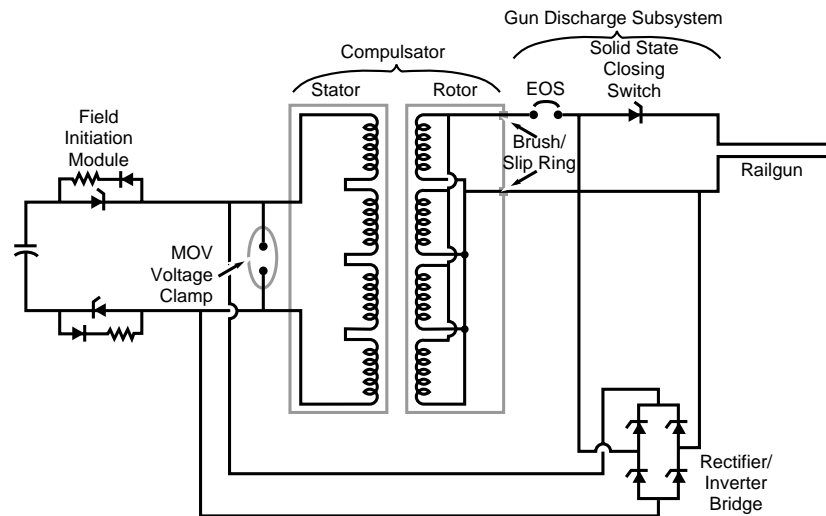 Gun Discharge Subsystem
Compulsator
Solid State
Closing
Switch
Stator
Rotor
EOS
Field
Initiation
Module
Brush/
Slip Ring
Railgun
MOV
Voltage
Clamp
Rectifier/
Inverter
Bridge